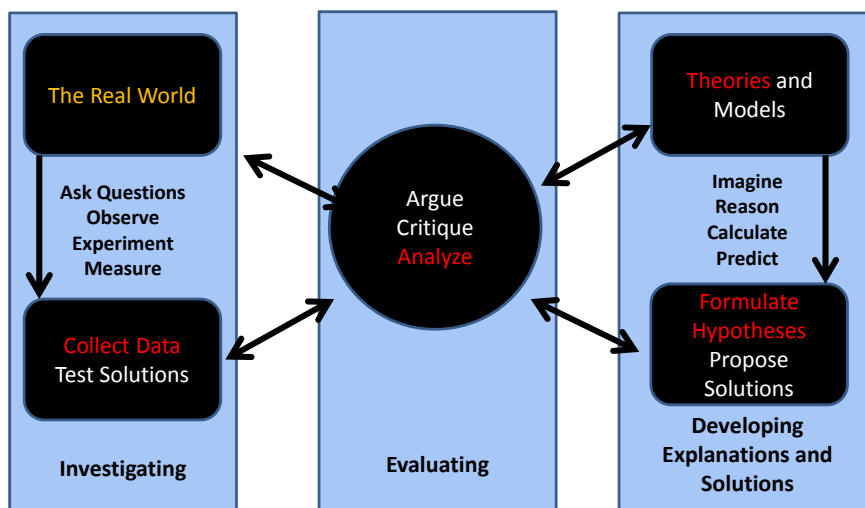 The Real World
Ask Questions
Observe
Experiment
Measure
Collect Data
Test Solutions
Investigating
Argue
Critique
Analyze
Evaluating
Theories and
Models
Imagine
Reason
Calculate
Predict
Formulate
Hypotheses
Propose
Solutions
Developing
Explanations and
Solutions